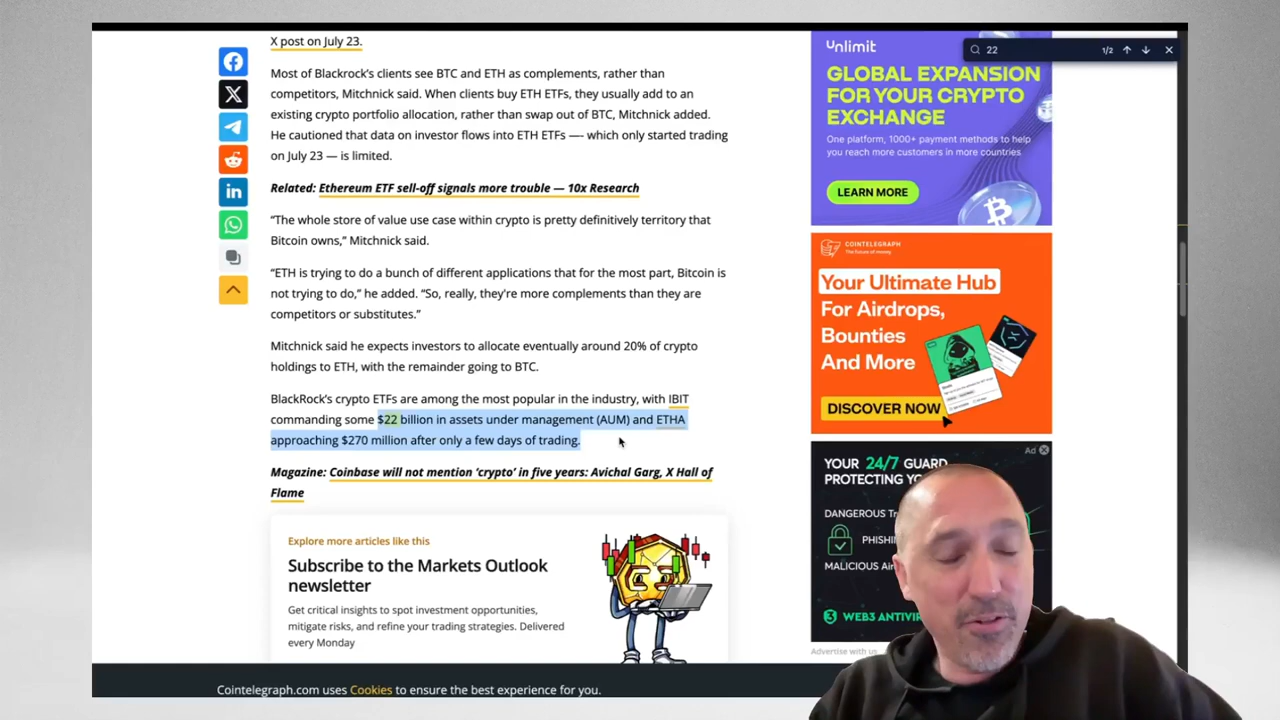 X post on July 23.
Most of Blackrock's clients see BTC and ETH as complements, rather than
competitors, Mitchnick said. When clients buy ETH ETFs, they usually add to an
existing crypto portfolio allocation, rather than swap out of BTC, Mitchnick added.
He cautioned that data on investor flows into ETH ETFs —- which only started trading
on July 23 — is limited.
Related: Ethereum ETF sell-off signals more trouble — 10x Research
“The whole store of value use case within crypto is pretty definitively territory that
Bitcoin owns,” Mitchnick said.
“ETH is trying to do a bunch of different applications that for the most part, Bitcoin is
not trying to do,” he added. “So, really, they're more complements than they are
competitors or substitutes.”
Mitchnick said he expects investors to allocate eventually around 20% of crypto
holdings to ETH, with the remainder going to BTC.
BlackRock's crypto ETFs are among the most popular in the industry, with IBIT
commanding some $22 billion in assets under management (AUM) and ETHA
approaching $270 million after only a few days of trading.
Magazine: Coinbase will not mention ‘crypto’ in five years: Avichal Garg, X Hall of
Flame
Explore more articles like this
Subscribe to the Markets Outlook
newsletter
Get critical insights to spot investment opportunities,
mitigate risks, and refine your trading strategies. Delivered
every Monday
Cointelegraph.com uses Cookies to ensure the best experience for you.
22
1/2
unlimit
GLOBAL EXPANSION
FOR YOUR CRYPTO
EXCHANGE
One platform, 1000+ payment methods to help
you reach more customers in more countries
LEARN MORE
COINTELEGRAPH
The future of money
Your Ultimate Hub
For Airdrops,
Bounties
And More
DISCOVER NOW
Ad
YOUR 24/7 GUARD
PROTECTING
DANGEROUS
MALICIOUS
WEB3 ANTIVIR
Advertise with us